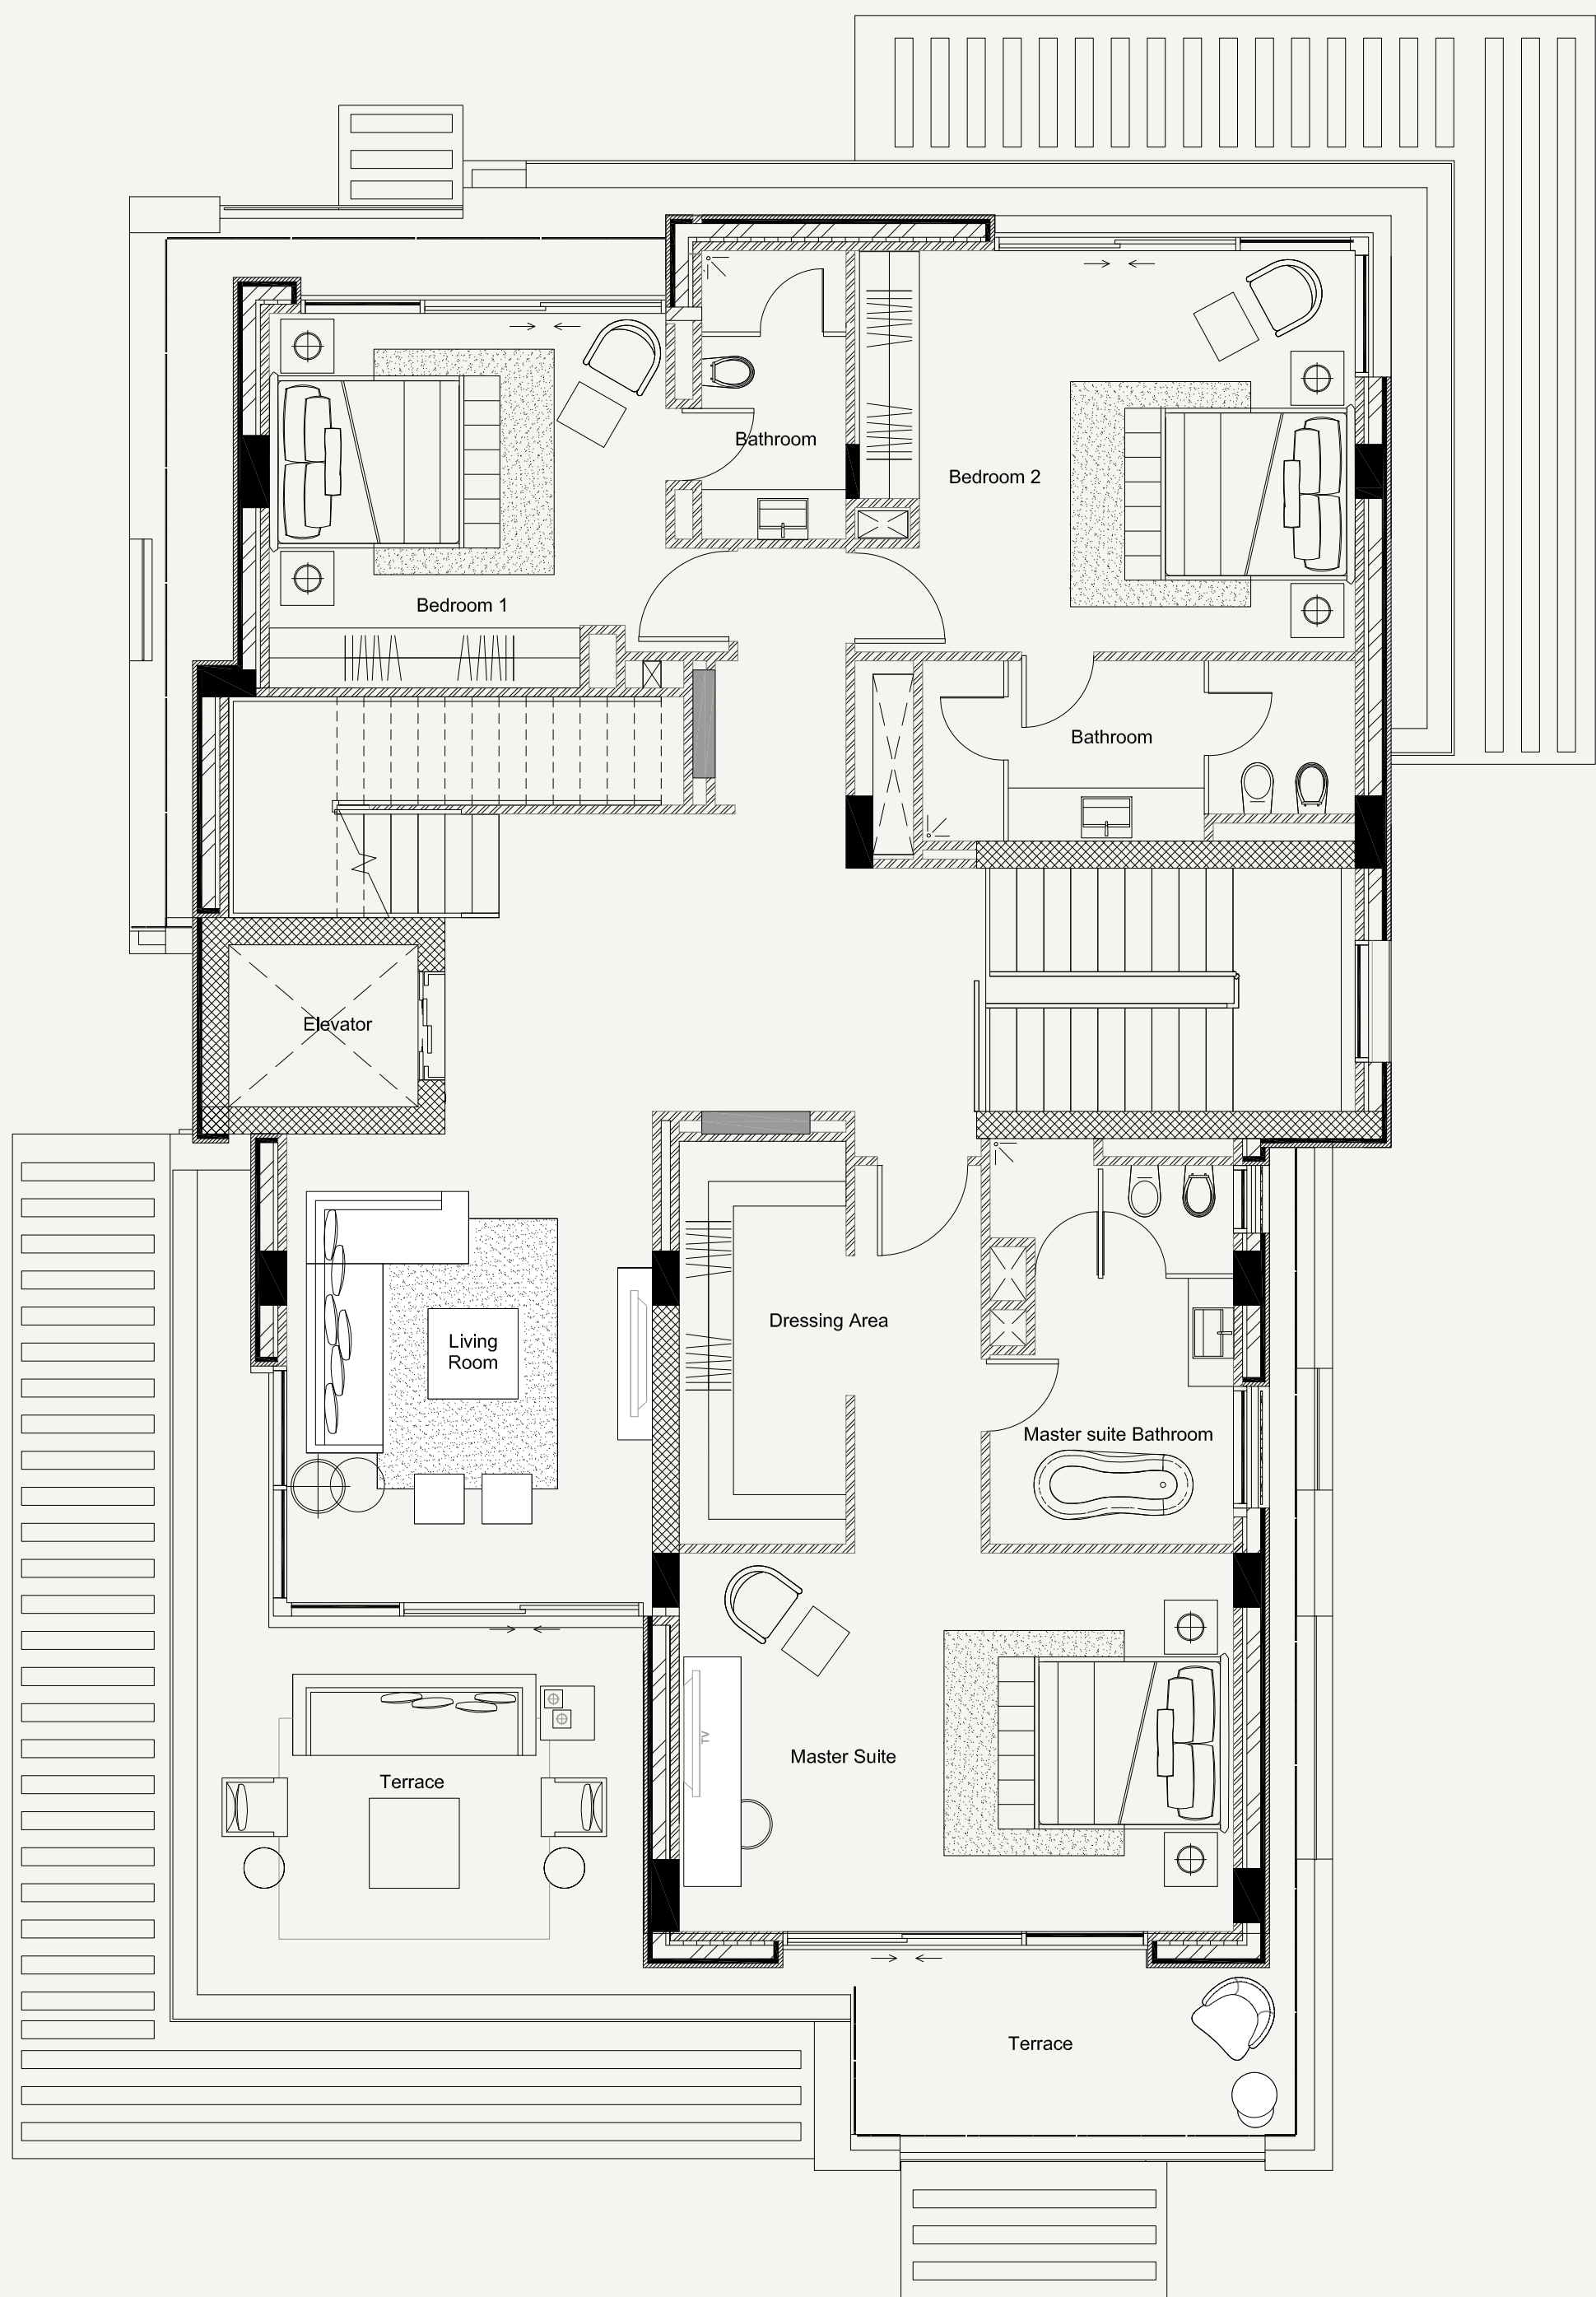 Bathroom
Bedroom 2
Bedroom 1
Bathroom
Elevator
Dressing Area
Living
Room
Master suite Bathroom
TV
Master Suite
Terrace
Terrace